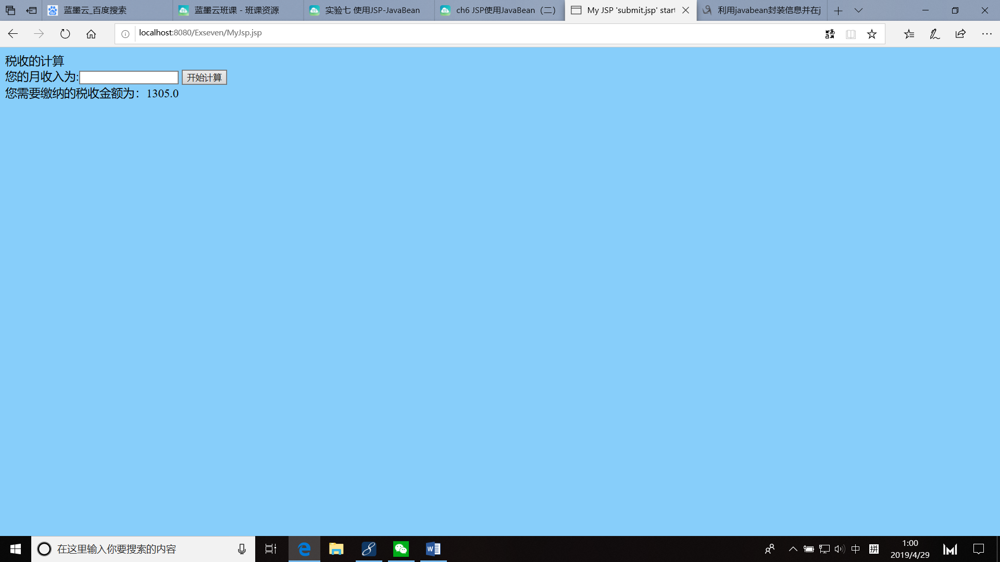 蓝墨云_百度搜索
蓝墨云班课 - 班课资源
实验七 使用JSP-JavaBean
ch6 JSP使用JavaBean（二）
My JSP 'submit.jsp' start
利用javabean封装信息并在j
localhost:8080/Exseven/MyJsp.jsp
税收的计算
您的月收入为: 开始计算
您需要缴纳的税收金额为：1305.0
在这里输入你要搜索的内容
中
拼
1:00
2019/4/29